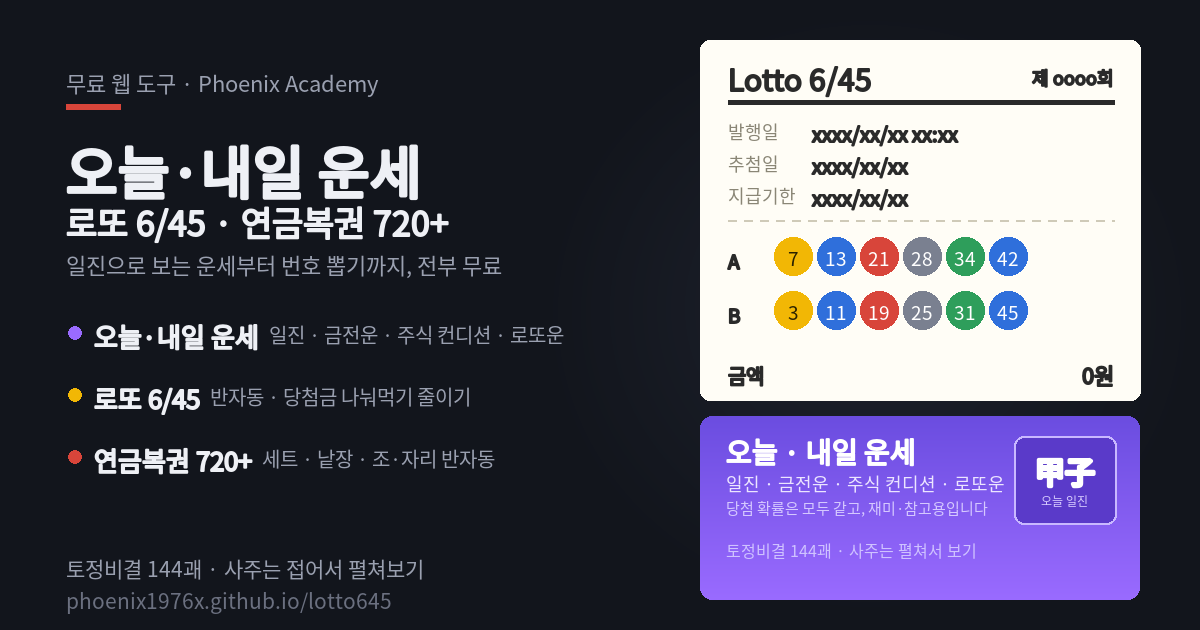 무료 웹 도구 · Phoenix Academy
오늘·내일 운세
로또 6/45 · 연금복권 720+
일진으로 보는 운세부터 번호 뽑기까지, 전부 무료
오늘·내일 운세 일진 · 금전운 · 주식 컨디션 · 로또운
로또 6/45 반자동 · 당첨금 나눠먹기 줄이기
연금복권 720+ 세트 · 낱장 · 조·자리 반자동
토정비결 144괘 · 사주는 접어서 펼쳐보기
phoenix1976x.github.io/lotto645
Lotto 6/45 제 oooo회
발행일 xxxx/xx/xx xx:xx
추첨일 xxxx/xx/xx
지급기한 xxxx/xx/xx
A 7 13 21 28 34 42
B 3 11 19 25 31 45
금액 0원
오늘 · 내일 운세
일진 · 금전운 · 주식 컨디션 · 로또운
당첨 확률은 모두 같고, 재미·참고용입니다
토정비결 144괘 · 사주는 펼쳐서 보기
甲子
오늘 일진